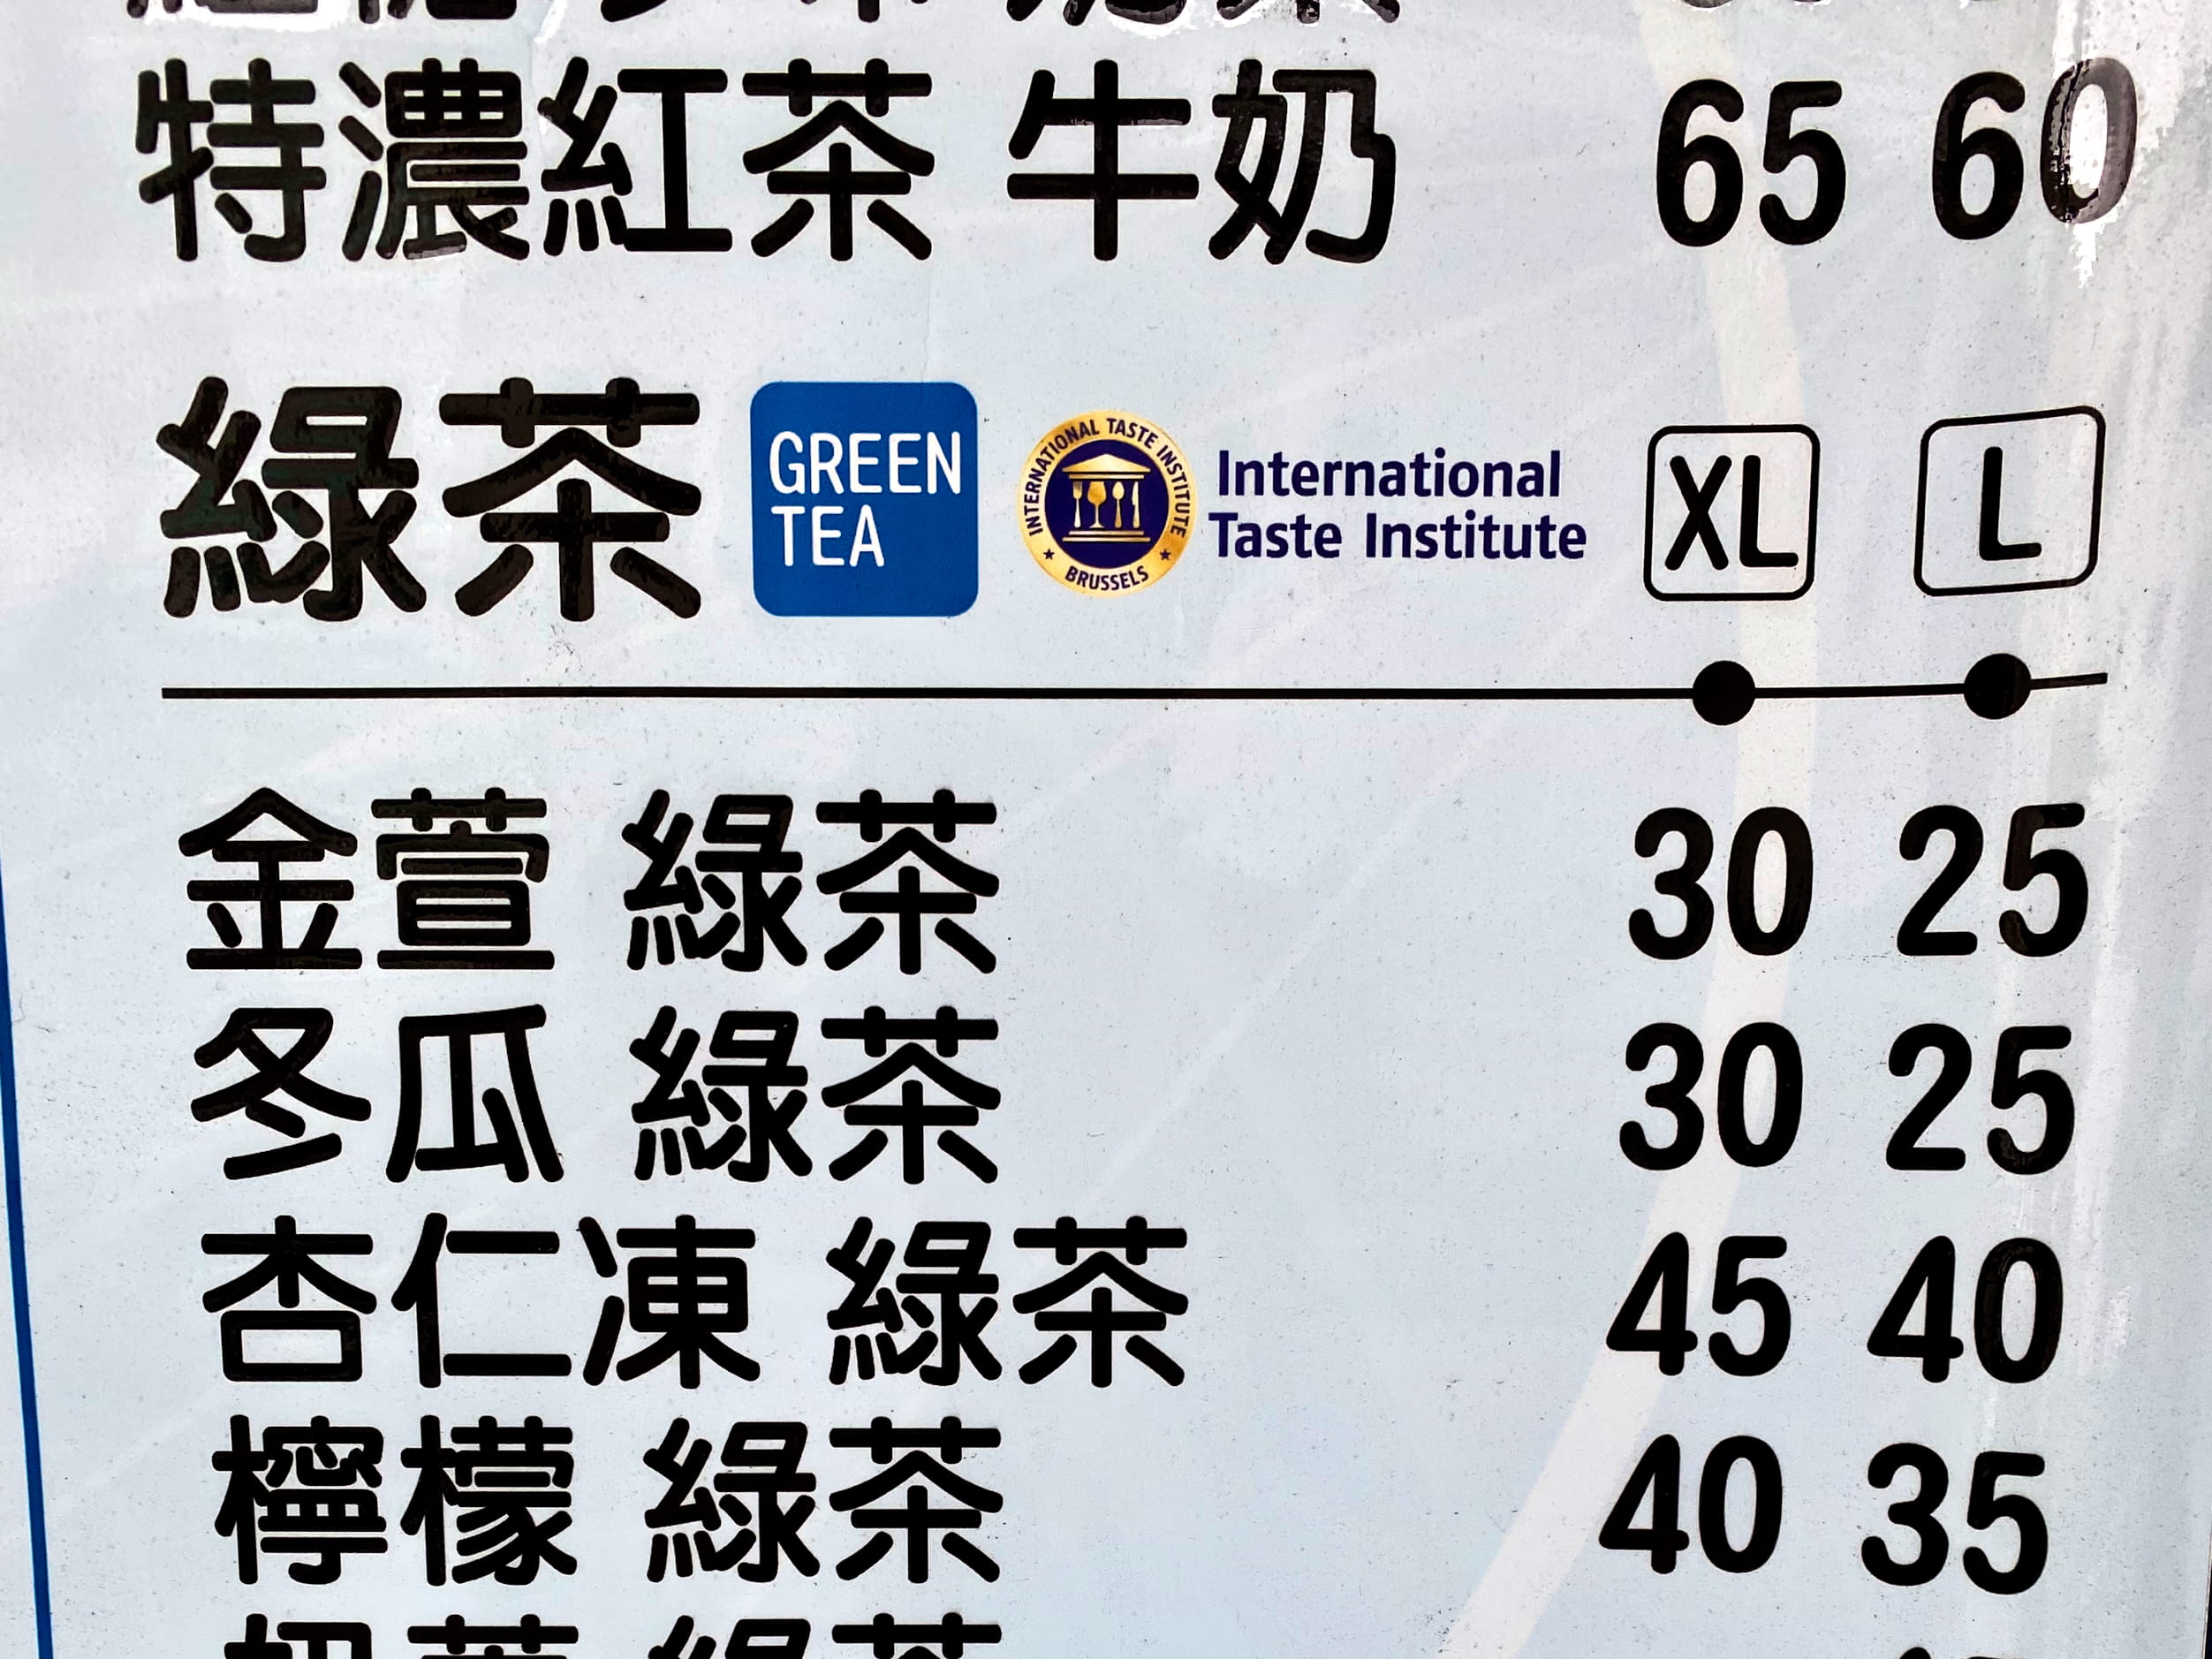 特濃紅茶 牛奶 65 60
綠茶 GREEN TEA INTERNATIONAL TASTE INSTITUTE BRUSSELS International Taste Institute XL L
金萱 綠茶 30 25
冬瓜 綠茶 30 25
杏仁凍 綠茶 45 40
檸檬 綠茶 40 35
綠茶